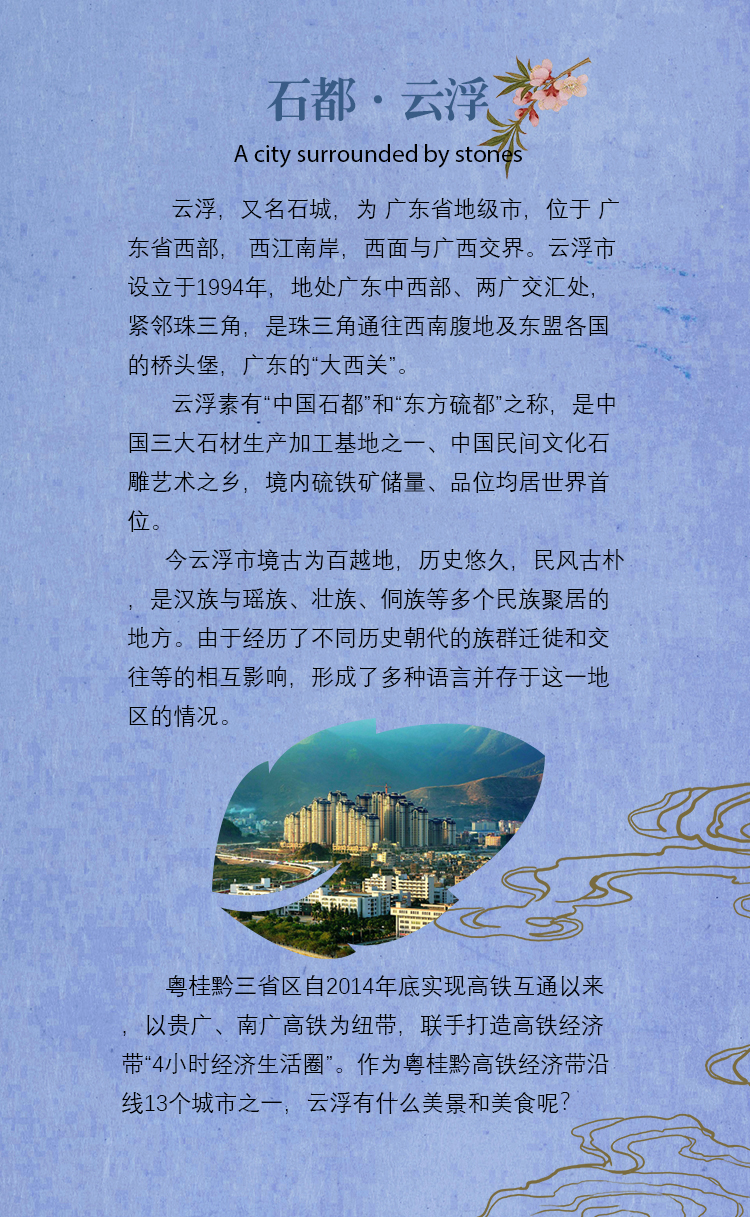 石都·云浮
A city surrounded by stones
云浮，又名石城，为 广东省地级市，位于 广
东省西部， 西江南岸，西面与广西交界。云浮市
设立于1994年，地处广东中西部、两广交汇处，
紧邻珠三角，是珠三角通往西南腹地及东盟各国
的桥头堡，广东的“大西关”。
云浮素有“中国石都”和“东方硫都”之称，是中
国三大石材生产加工基地之一、中国民间文化石
雕艺术之乡，境内硫铁矿储量、品位均居世界首
位。
今云浮市境古为百越地，历史悠久，民风古朴
，是汉族与瑶族、壮族、侗族等多个民族聚居的
地方。由于经历了不同历史朝代的族群迁徙和交
往等的相互影响，形成了多种语言并存于这一地
区的情况。
粤桂黔三省区自2014年底实现高铁互通以来
，以贵广、南广高铁为纽带，联手打造高铁经济
带“4小时经济生活圈”。作为粤桂黔高铁经济带沿
线13个城市之一，云浮有什么美景和美食呢？